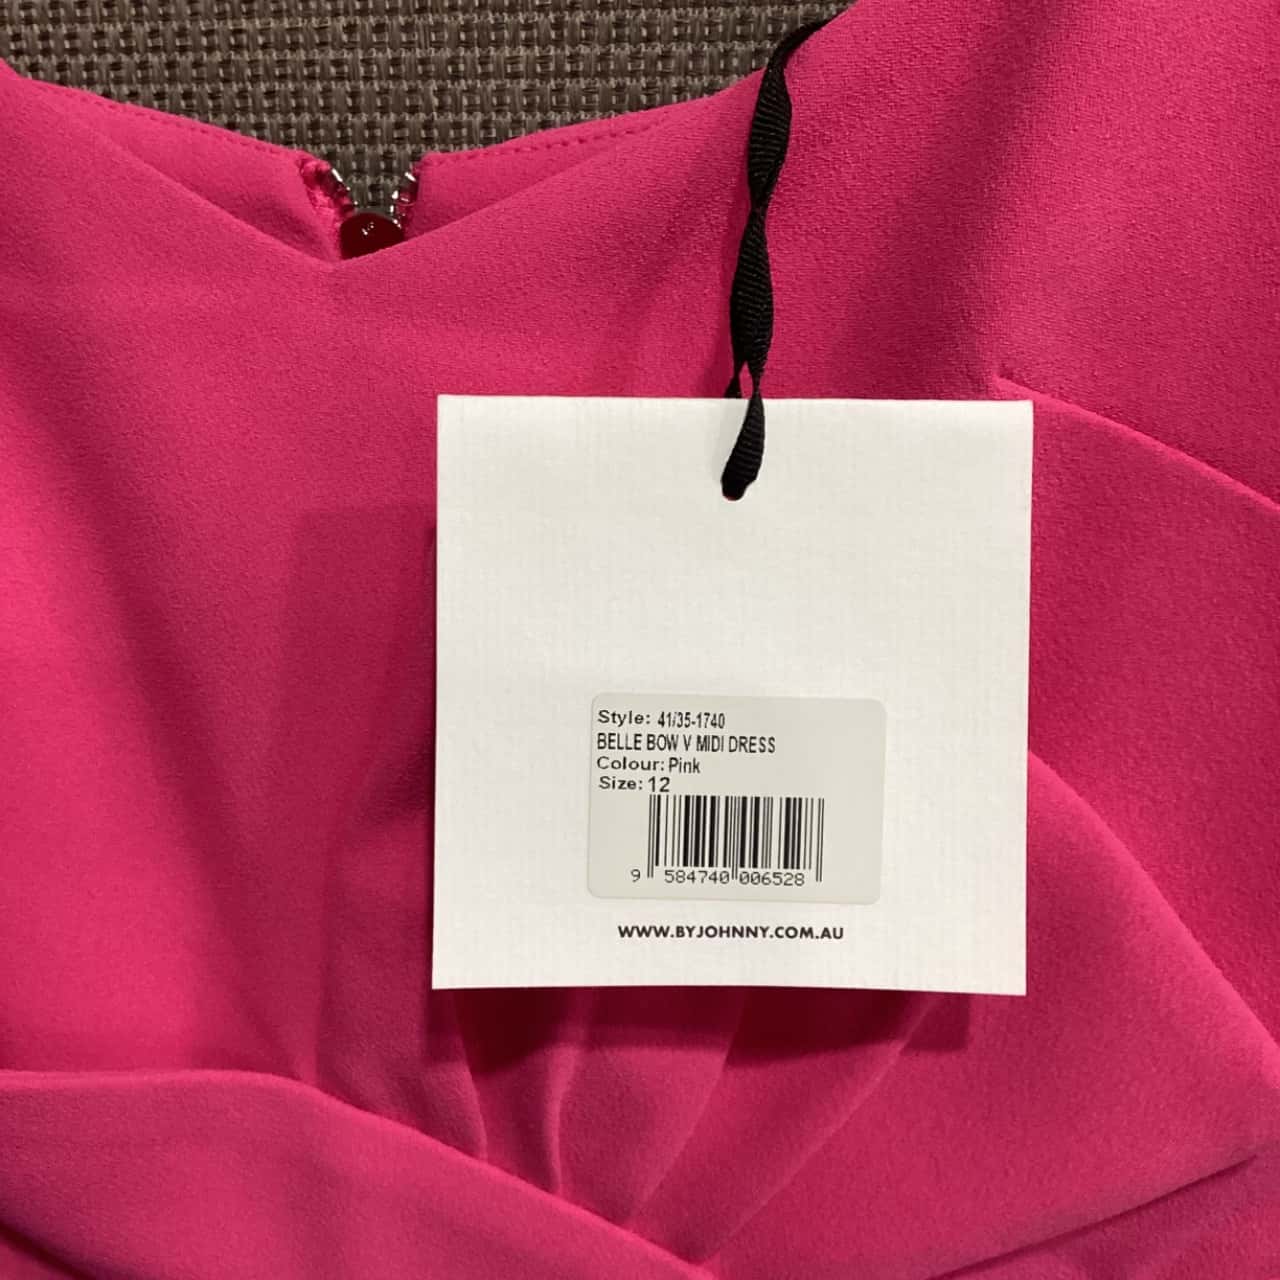 Style: 41/35-1740
BELLE BOW V MIDI DRESS
Colour: Pink
Size: 12
9 584740 006528
WWW.BYJOHNNY.COM.AU